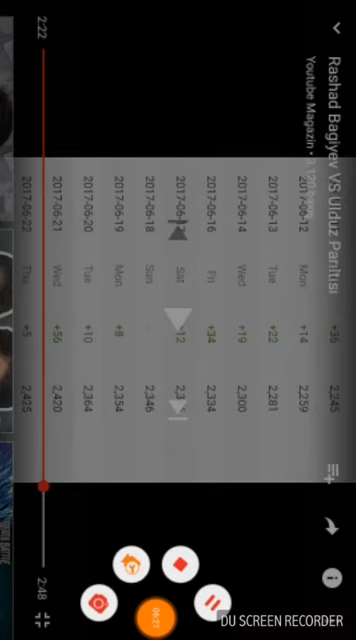 Rashad Bagiyev VS Ulduz Parıltısı
Youtube Magazin •
+36 2,245
2017-06-12 Mon +14 2,259
2017-06-13 Tue +22 2,281
2017-06-14 Wed +19 2,300
2017-06-16 Fri +34 2,334
Sat +12
2017-06-18 Sun 2,346
2017-06-19 Mon +8 2,354
2017-06-20 Tue +10 2,364
2017-06-21 Wed +56 2,420
2017-06-22 Thu +5 2,425
2:22
2:48
06:23
DU SCREEN RECORDER